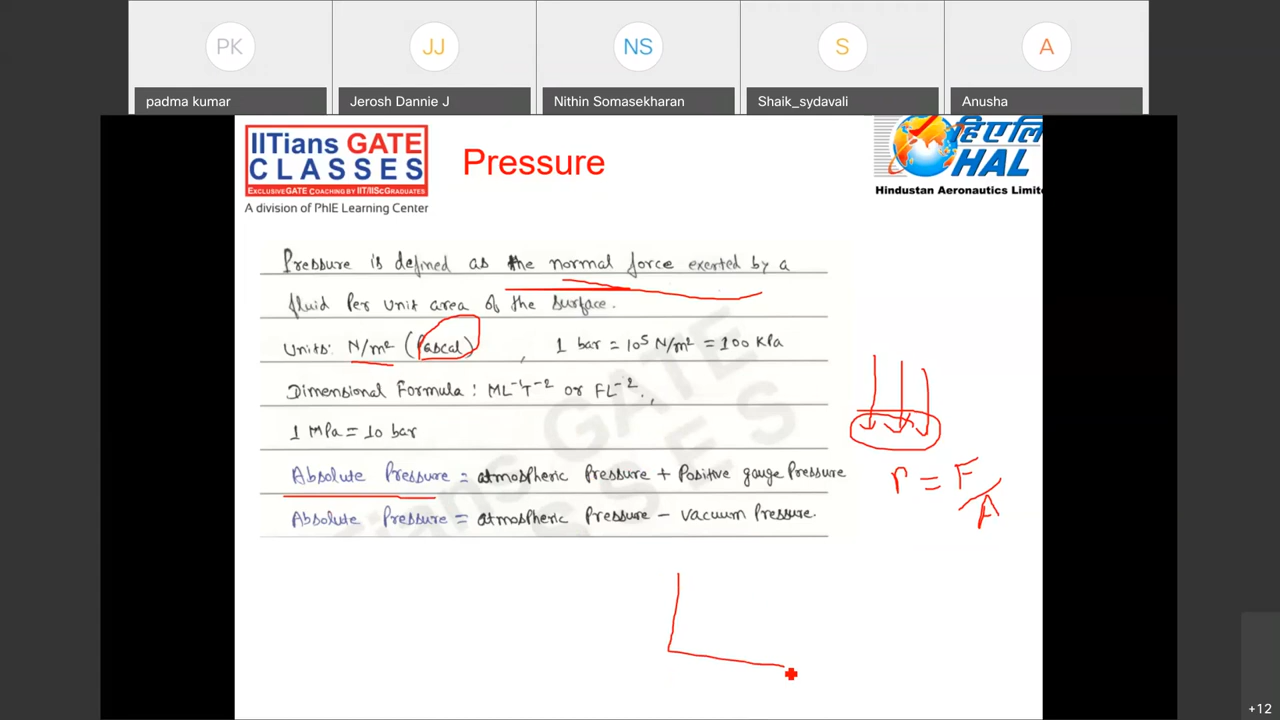 PK
JJ
NS
S
A
padma kumar
Jerosh Dannie J
Nithin Somasekharan
Shaik_sydavali
Anusha
IITians GATE
CLASSES
EXCLUSIVE GATE COACHING BY IIT/IISc GRADUATES
A division of PhIE Learning Center
Pressure
हिएलि
HAL
Hindustan Aeronautics Limite
Pressure is defined as the normal force exerted by a
fluid Per unit area of the surface.
Units: N/m² (Pascal) , 1 bar = 10⁵ N/m² = 100 KPa
Dimensional Formula : ML⁻¹T⁻² or FL⁻².,
1 MPa = 10 bar
Absolute Pressure = atmospheric Pressure + Positive gauge Pressure
Absolute Pressure = atmospheric Pressure − vacuum Pressure.
P = F/A
+12